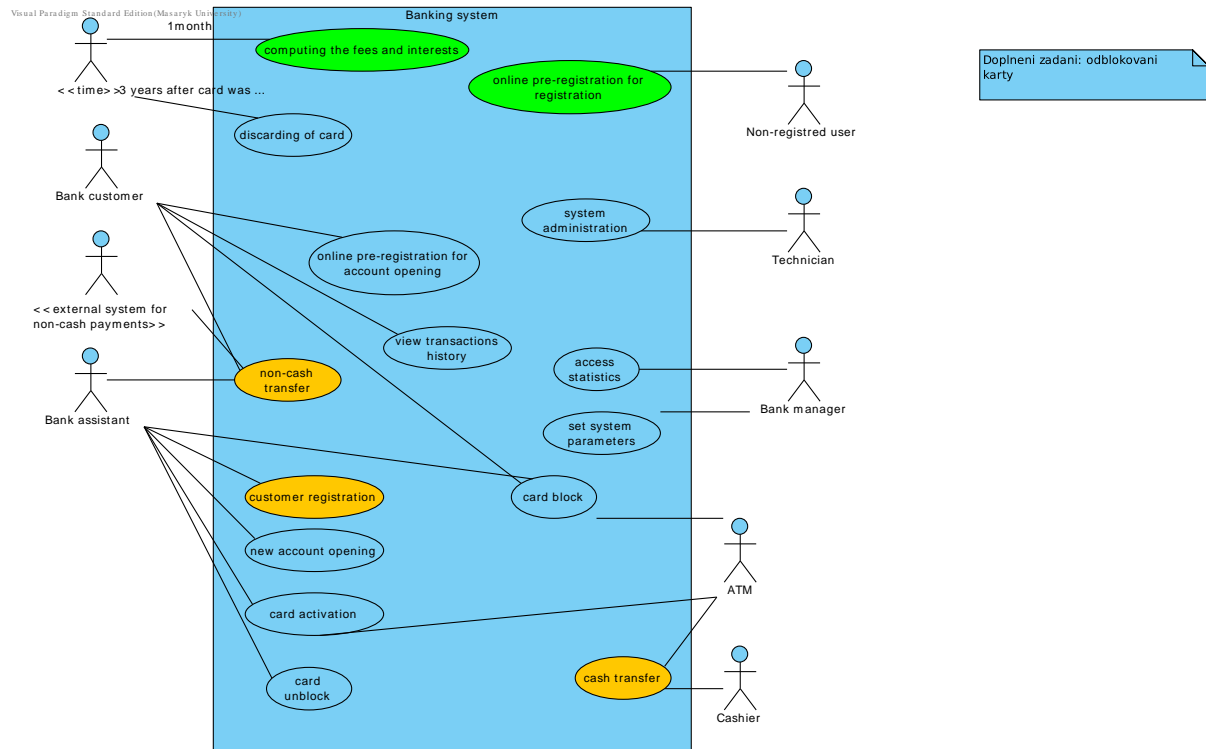 Visual Paradigm Standard Edition(Masaryk University)
Banking system
1month
computing the fees and interests
online pre-registration for
registration
Doplneni zadani: odblokovani
karty
<<time>>
3 years after card was ...
discarding of card
Non-registred user
Bank customer
system
administration
online pre-registration for
account opening
Technician
<<external system for
non-cash payments>>
view transactions
history
access
statistics
non-cash
transfer
Bank manager
Bank assistant
set system
parameters
customer registration
card block
new account opening
ATM
card activation
cash transfer
card
unblock
Cashier